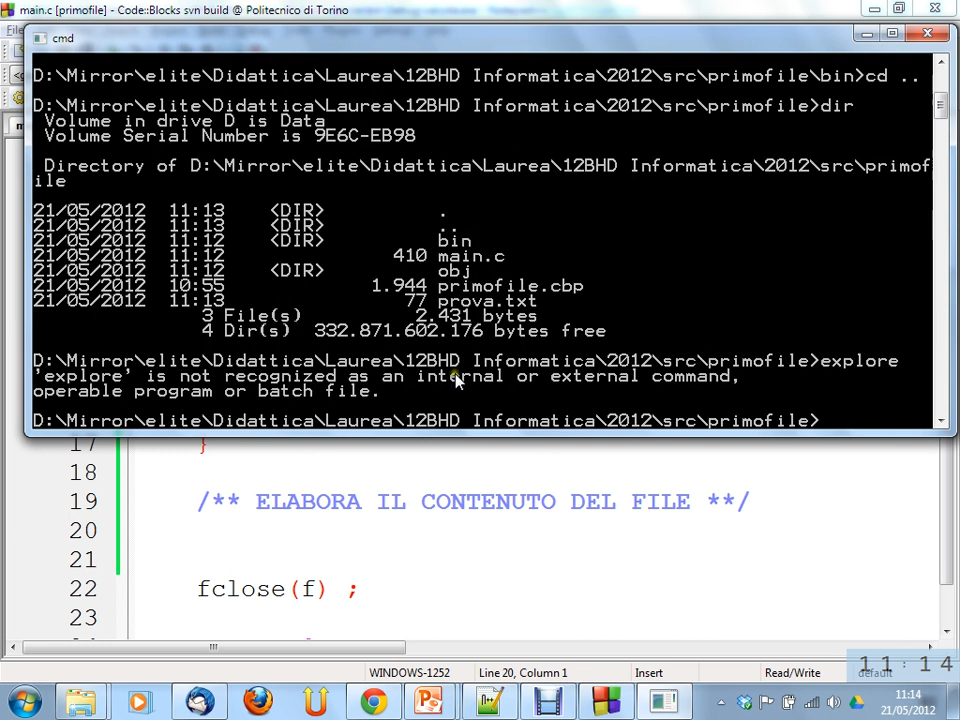 main.c [primofile] - Code::Blocks svn build @ Politecnico di Torino
cmd
D:\Mirror\elite\Didattica\Laurea\12BHD Informatica\2012\src\primofile\bin>cd ..
D:\Mirror\elite\Didattica\Laurea\12BHD Informatica\2012\src\primofile>dir
Volume in drive D is Data
Volume Serial Number is 9E6C-EB98
Directory of D:\Mirror\elite\Didattica\Laurea\12BHD Informatica\2012\src\primof
ile
21/05/2012 11:13 <DIR> .
21/05/2012 11:13 <DIR> ..
21/05/2012 11:12 <DIR> bin
21/05/2012 11:12 410 main.c
21/05/2012 11:12 <DIR> obj
21/05/2012 10:55 1.944 primofile.cbp
21/05/2012 11:13 77 prova.txt
3 File(s) 2.431 bytes
4 Dir(s) 332.871.602.176 bytes free
D:\Mirror\elite\Didattica\Laurea\12BHD Informatica\2012\src\primofile>explore
'explore' is not recognized as an internal or external command,
operable program or batch file.
D:\Mirror\elite\Didattica\Laurea\12BHD Informatica\2012\src\primofile>
17 }
18
19 /** ELABORA IL CONTENUTO DEL FILE **/
20
21
22 fclose(f) ;
23
WINDOWS-1252 Line 20, Column 1 Insert Read/Write default
11:14
11:14
21/05/2012